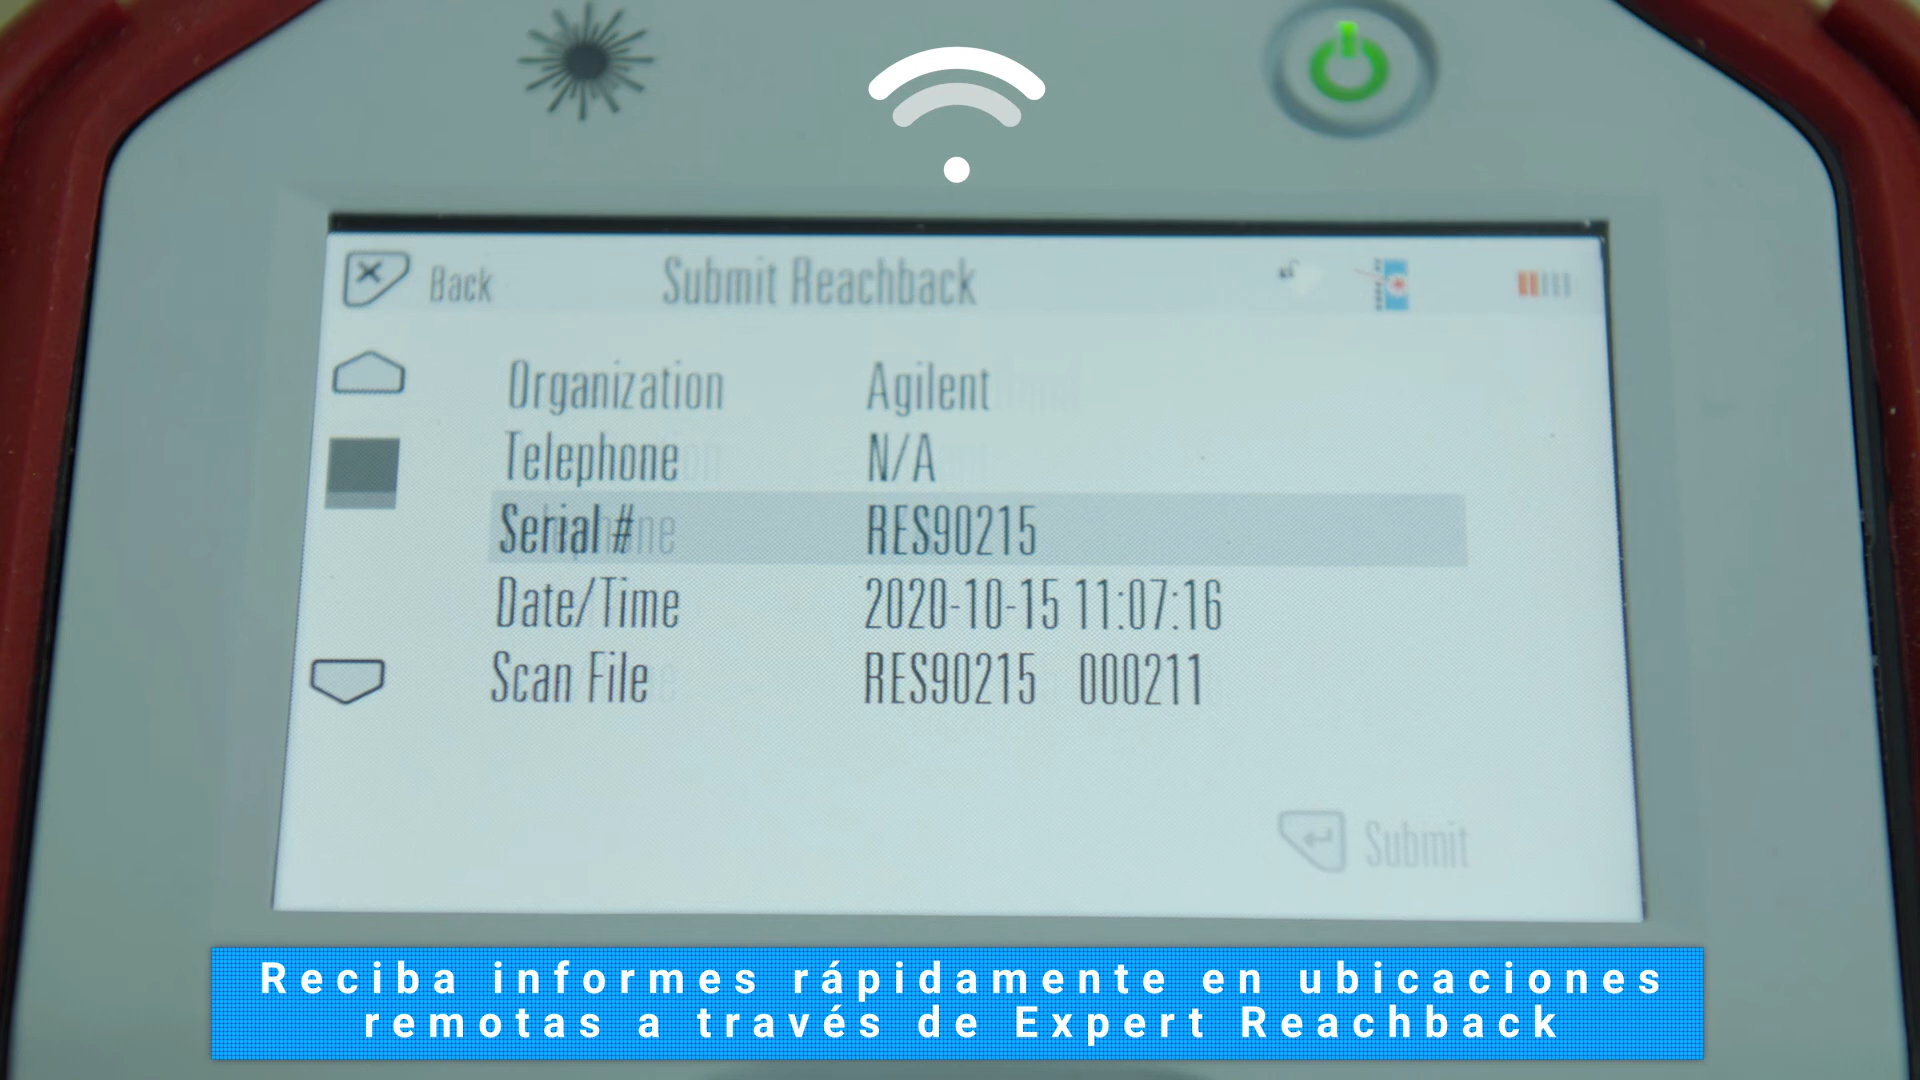 Back
Submit Reachback
Organization Agilent
Telephone N/A
Serial # RES90215
Date/Time 2020-10-15 11:07:16
Scan File RES90215 000211
Submit
Reciba informes rápidamente en ubicaciones
remotas a través de Expert Reachback